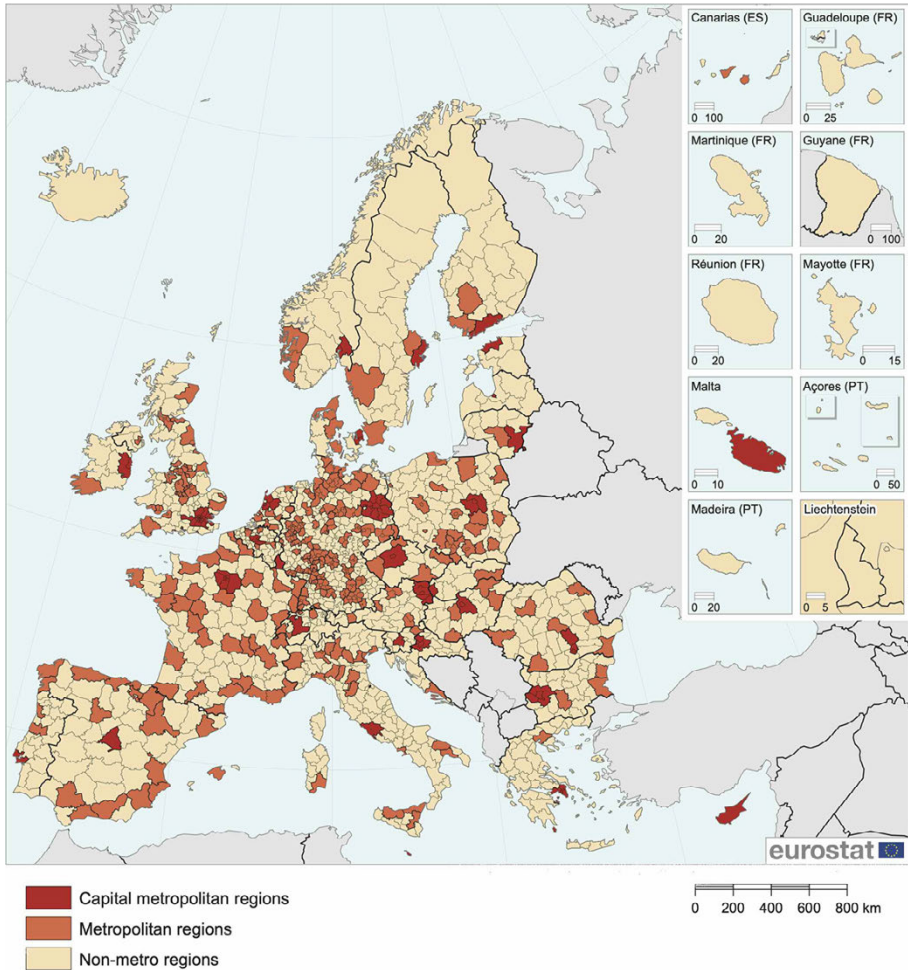 Canarias (ES)
0 100
Guadeloupe (FR)
0 25
Martinique (FR)
0 20
Guyane (FR)
0 100
Réunion (FR)
0 20
Mayotte (FR)
0 15
Malta
0 10
Açores (PT)
0 50
Madeira (PT)
0 20
Liechtenstein
0 5
eurostat
Capital metropolitan regions
Metropolitan regions
Non-metro regions
0 200 400 600 800 km